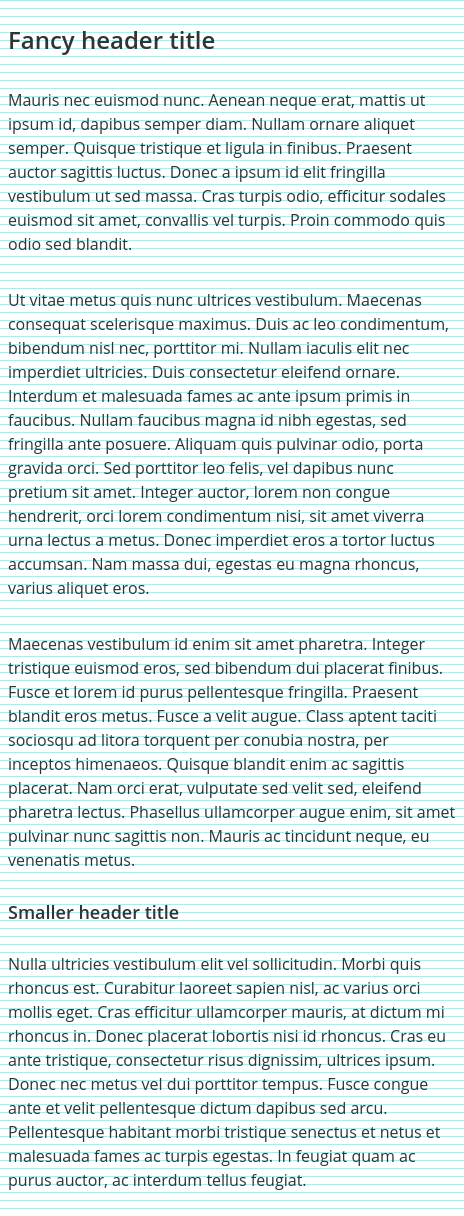 Fancy header title
Mauris nec euismod nunc. Aenean neque erat, mattis ut
ipsum id, dapibus semper diam. Nullam ornare aliquet
semper. Quisque tristique et ligula in finibus. Praesent
auctor sagittis luctus. Donec a ipsum id elit fringilla
vestibulum ut sed massa. Cras turpis odio, efficitur sodales
euismod sit amet, convallis vel turpis. Proin commodo quis
odio sed blandit.
Ut vitae metus quis nunc ultrices vestibulum. Maecenas
consequat scelerisque maximus. Duis ac leo condimentum,
bibendum nisl nec, porttitor mi. Nullam iaculis elit nec
imperdiet ultricies. Duis consectetur eleifend ornare.
Interdum et malesuada fames ac ante ipsum primis in
faucibus. Nullam faucibus magna id nibh egestas, sed
fringilla ante posuere. Aliquam quis pulvinar odio, porta
gravida orci. Sed porttitor leo felis, vel dapibus nunc
pretium sit amet. Integer auctor, lorem non congue
hendrerit, orci lorem condimentum nisi, sit amet viverra
urna lectus a metus. Donec imperdiet eros a tortor luctus
accumsan. Nam massa dui, egestas eu magna rhoncus,
varius aliquet eros.
Maecenas vestibulum id enim sit amet pharetra. Integer
tristique euismod eros, sed bibendum dui placerat finibus.
Fusce et lorem id purus pellentesque fringilla. Praesent
blandit eros metus. Fusce a velit augue. Class aptent taciti
sociosqu ad litora torquent per conubia nostra, per
inceptos himenaeos. Quisque blandit enim ac sagittis
placerat. Nam orci erat, vulputate sed velit sed, eleifend
pharetra lectus. Phasellus ullamcorper augue enim, sit amet
pulvinar nunc sagittis non. Mauris ac tincidunt neque, eu
venenatis metus.
Smaller header title
Nulla ultricies vestibulum elit vel sollicitudin. Morbi quis
rhoncus est. Curabitur laoreet sapien nisl, ac varius orci
mollis eget. Cras efficitur ullamcorper mauris, at dictum mi
rhoncus in. Donec placerat lobortis nisi id rhoncus. Cras eu
ante tristique, consectetur risus dignissim, ultrices ipsum.
Donec nec metus vel dui porttitor tempus. Fusce congue
ante et velit pellentesque dictum dapibus sed arcu.
Pellentesque habitant morbi tristique senectus et netus et
malesuada fames ac turpis egestas. In feugiat quam ac
purus auctor, ac interdum tellus feugiat.